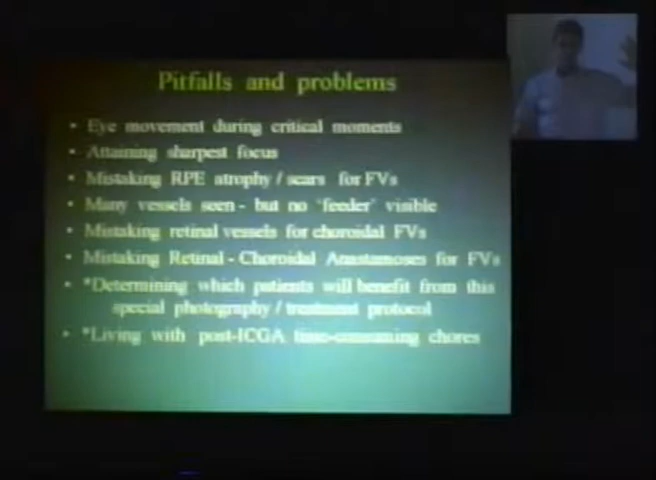 Pitfalls and problems
• Eye movement during critical moments
• Attaining sharpest focus
• Mistaking RPE atrophy / scars for FVs
• Many vessels seen - but no 'feeder' visible
• Mistaking retinal vessels for choroidal FVs
• Mistaking Retinal - Choroidal Anastamoses for FVs
• *Determining which patients will benefit from this
special photography / treatment protocol
• *Living with post-ICGA time-consuming chores